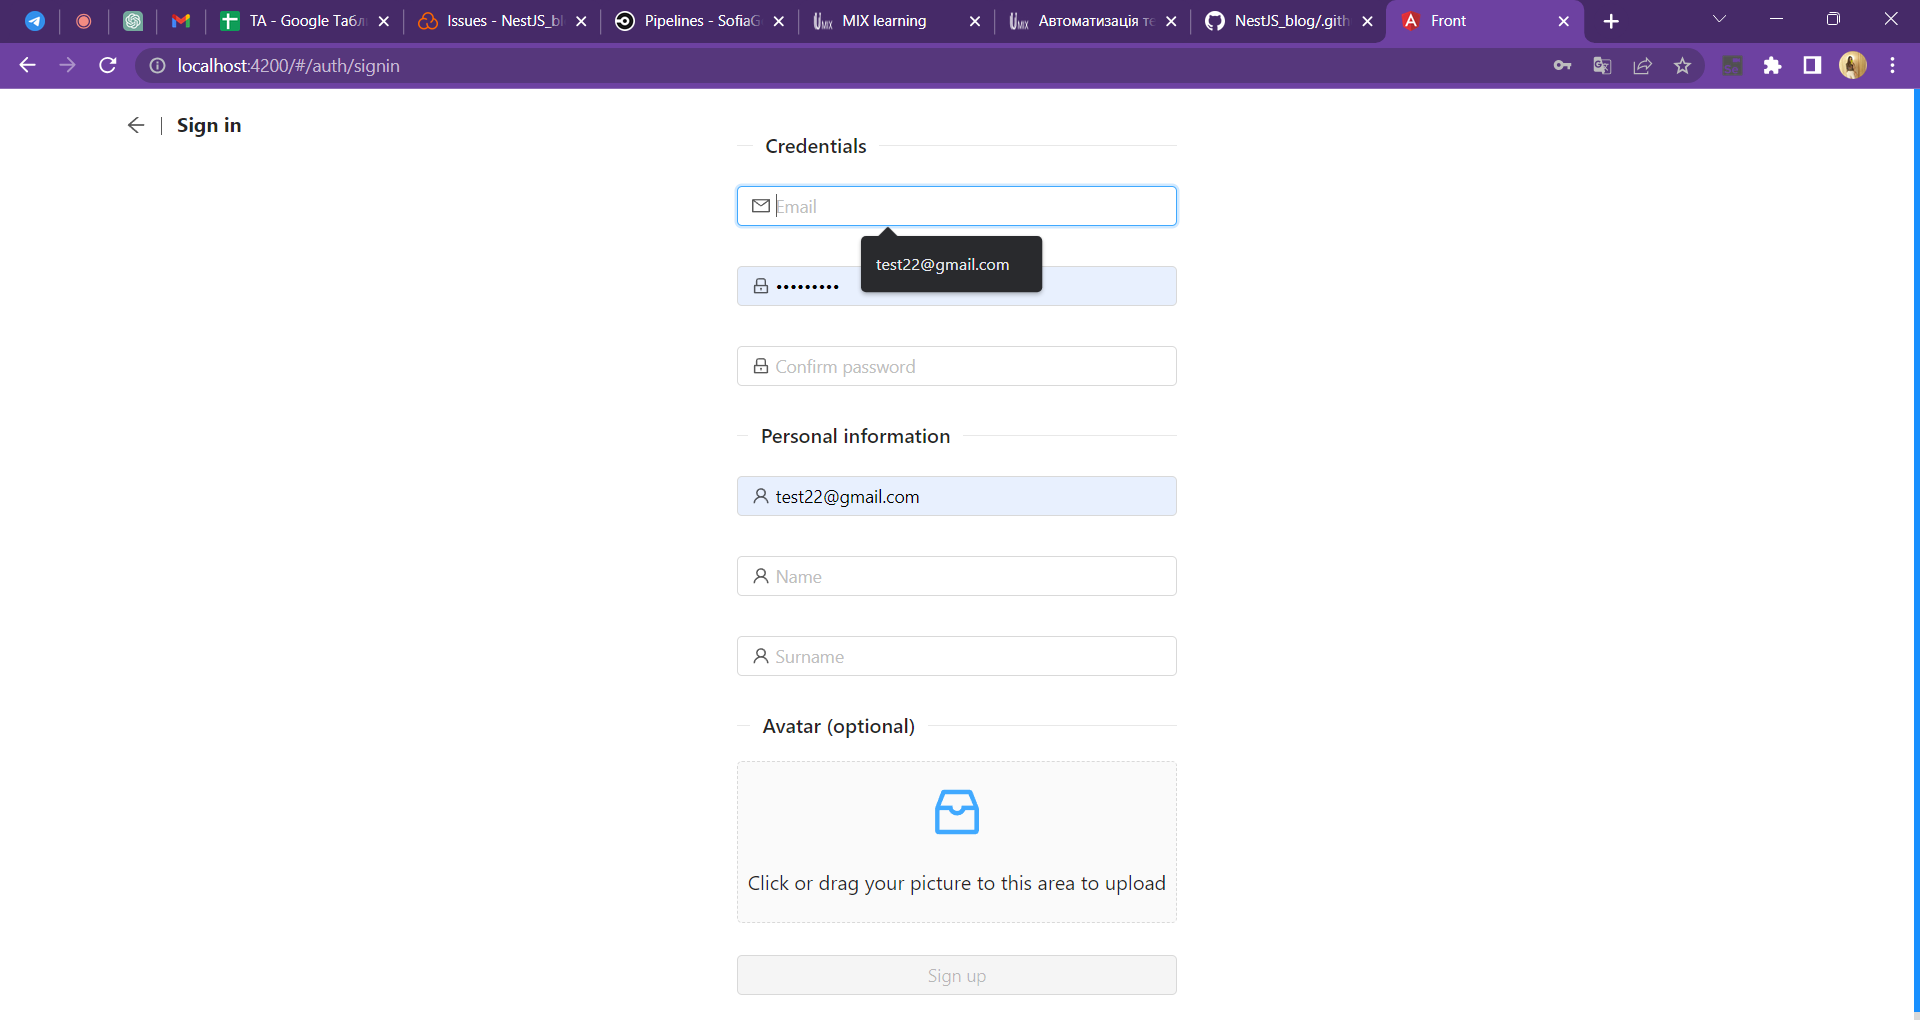 TA - Google Табл
Issues - NestJS_bl
Pipelines - SofiaG
MIX learning
Автоматизація те
NestJS_blog/.gith
Front
localhost:4200/#/auth/signin
Sign in
Credentials
Email
test22@gmail.com
Confirm password
Personal information
test22@gmail.com
Name
Surname
Avatar (optional)
Click or drag your picture to this area to upload
Sign up